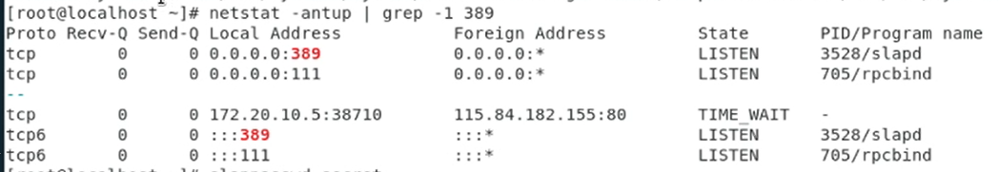 [root@localhost ~]# netstat -antup | grep -1 389
Proto Recv-Q Send-Q Local Address           Foreign Address         State       PID/Program name
tcp        0      0 0.0.0.0:389             0.0.0.0:*               LISTEN      3528/slapd
tcp        0      0 0.0.0.0:111             0.0.0.0:*               LISTEN      705/rpcbind
--
tcp        0      0 172.20.10.5:38710       115.84.182.155:80       TIME_WAIT   -
tcp6       0      0 :::389                  :::*                    LISTEN      3528/slapd
tcp6       0      0 :::111                  :::*                    LISTEN      705/rpcbind